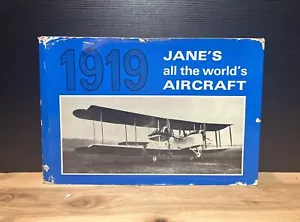 1919
JANE'S
all the world's
AIRCRAFT